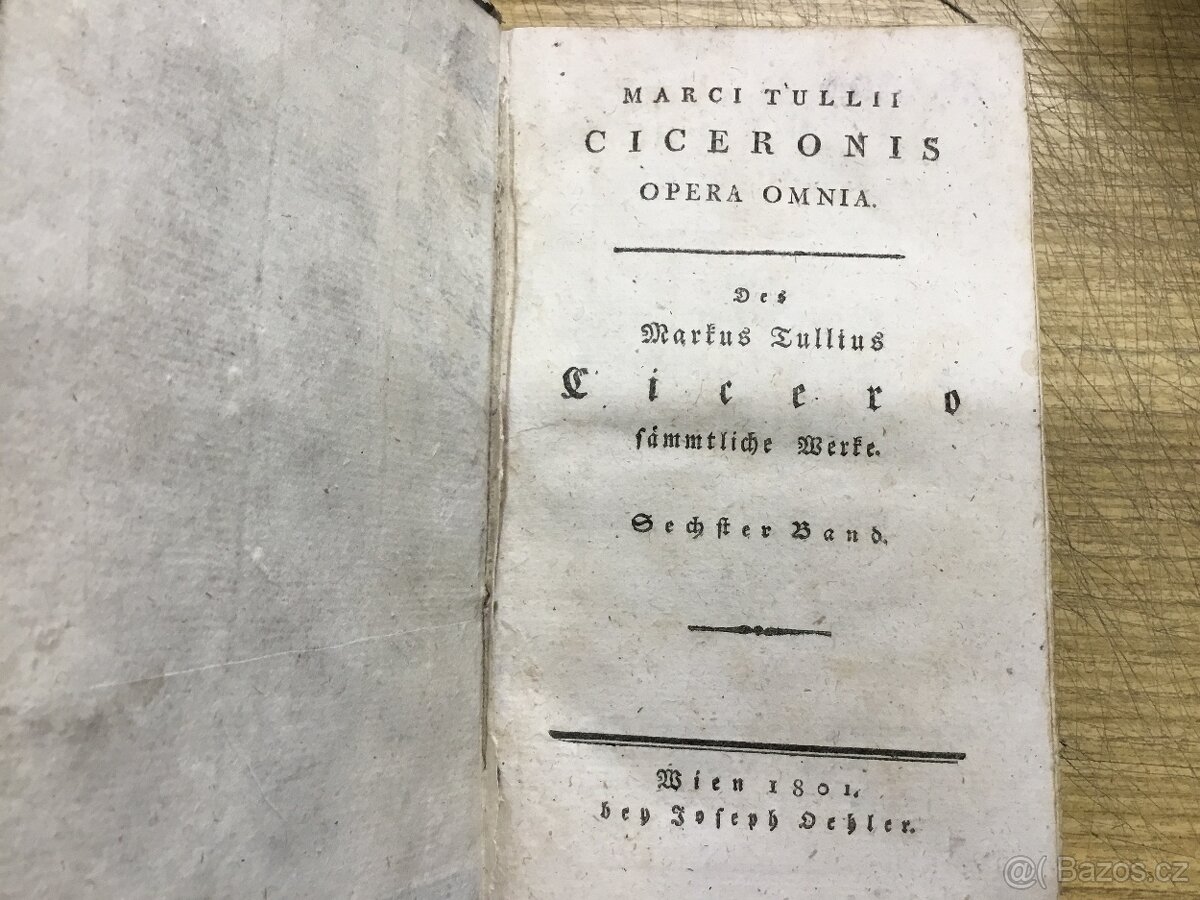 MARCI TULLII
CICERONIS
OPERA OMNIA.
Des
Markus Tullius
Cicero
ſämmtliche Werke.
Sechſter Band.
Wien 1801.
bey Joſeph Oehler.
@( Bazos.cz